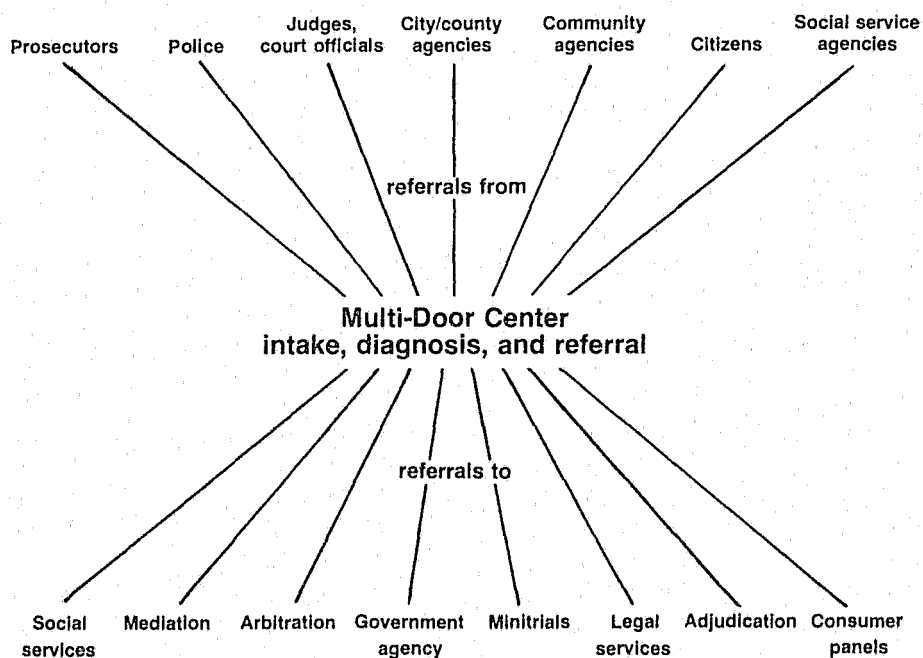 Prosecutors
Police
Judges,
court officials
City/county
agencies
Community
agencies
Citizens
Social service
agencies
referrals from
Multi-Door Center
intake, diagnosis, and referral
referrals to
Social
services
Mediation
Arbitration
Government
agency
Minitrials
Legal
services
Adjudication
Consumer
panels